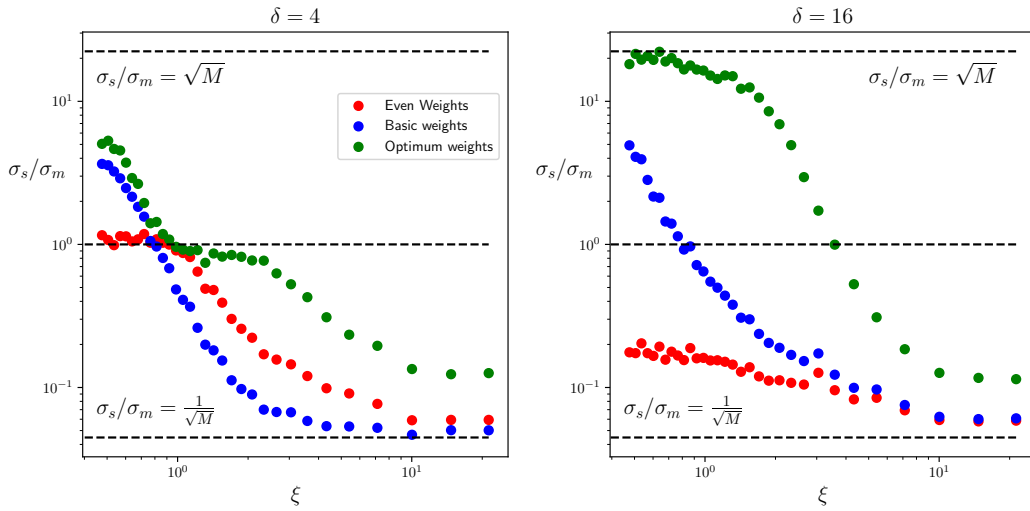 δ = 4
σ_s/σ_m = √M
Even Weights
Basic weights
Optimum weights
σ_s/σ_m
σ_s/σ_m = 1/√M
10^1
10^0
10^-1
10^0
10^1
ξ
δ = 16
σ_s/σ_m = √M
σ_s/σ_m
σ_s/σ_m = 1/√M
10^1
10^0
10^-1
10^0
10^1
ξ